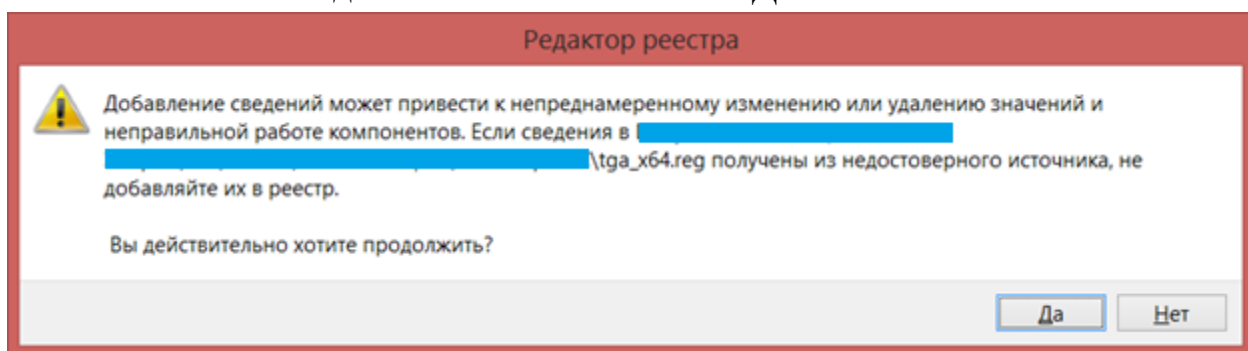 Редактор реестра
Добавление сведений может привести к непреднамеренному изменению или удалению значений и
неправильной работе компонентов. Если сведения в
\tga_x64.reg получены из недостоверного источника, не
добавляйте их в реестр.
Вы действительно хотите продолжить?
Да Нет